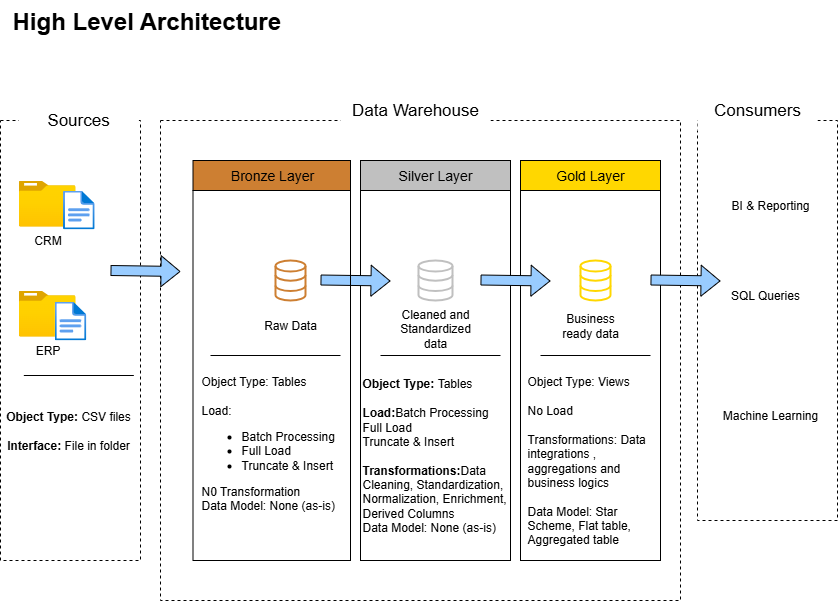 High Level Architecture
Sources
Data Warehouse
Consumers
CRM
ERP
Object Type: CSV files
Interface: File in folder
Bronze Layer
Raw Data
Object Type: Tables
Load:
• Batch Processing
• Full Load
• Truncate & Insert
N0 Transformation
Data Model: None (as-is)
Silver Layer
Cleaned and
Standardized
data
Object Type: Tables
Load:Batch Processing
Full Load
Truncate & Insert
Transformations:Data
Cleaning, Standardization,
Normalization, Enrichment,
Derived Columns
Data Model: None (as-is)
Gold Layer
Business
ready data
Object Type: Views
No Load
Transformations: Data
integrations ,
aggregations and
business logics
Data Model: Star
Scheme, Flat table,
Aggregated table
BI & Reporting
SQL Queries
Machine Learning